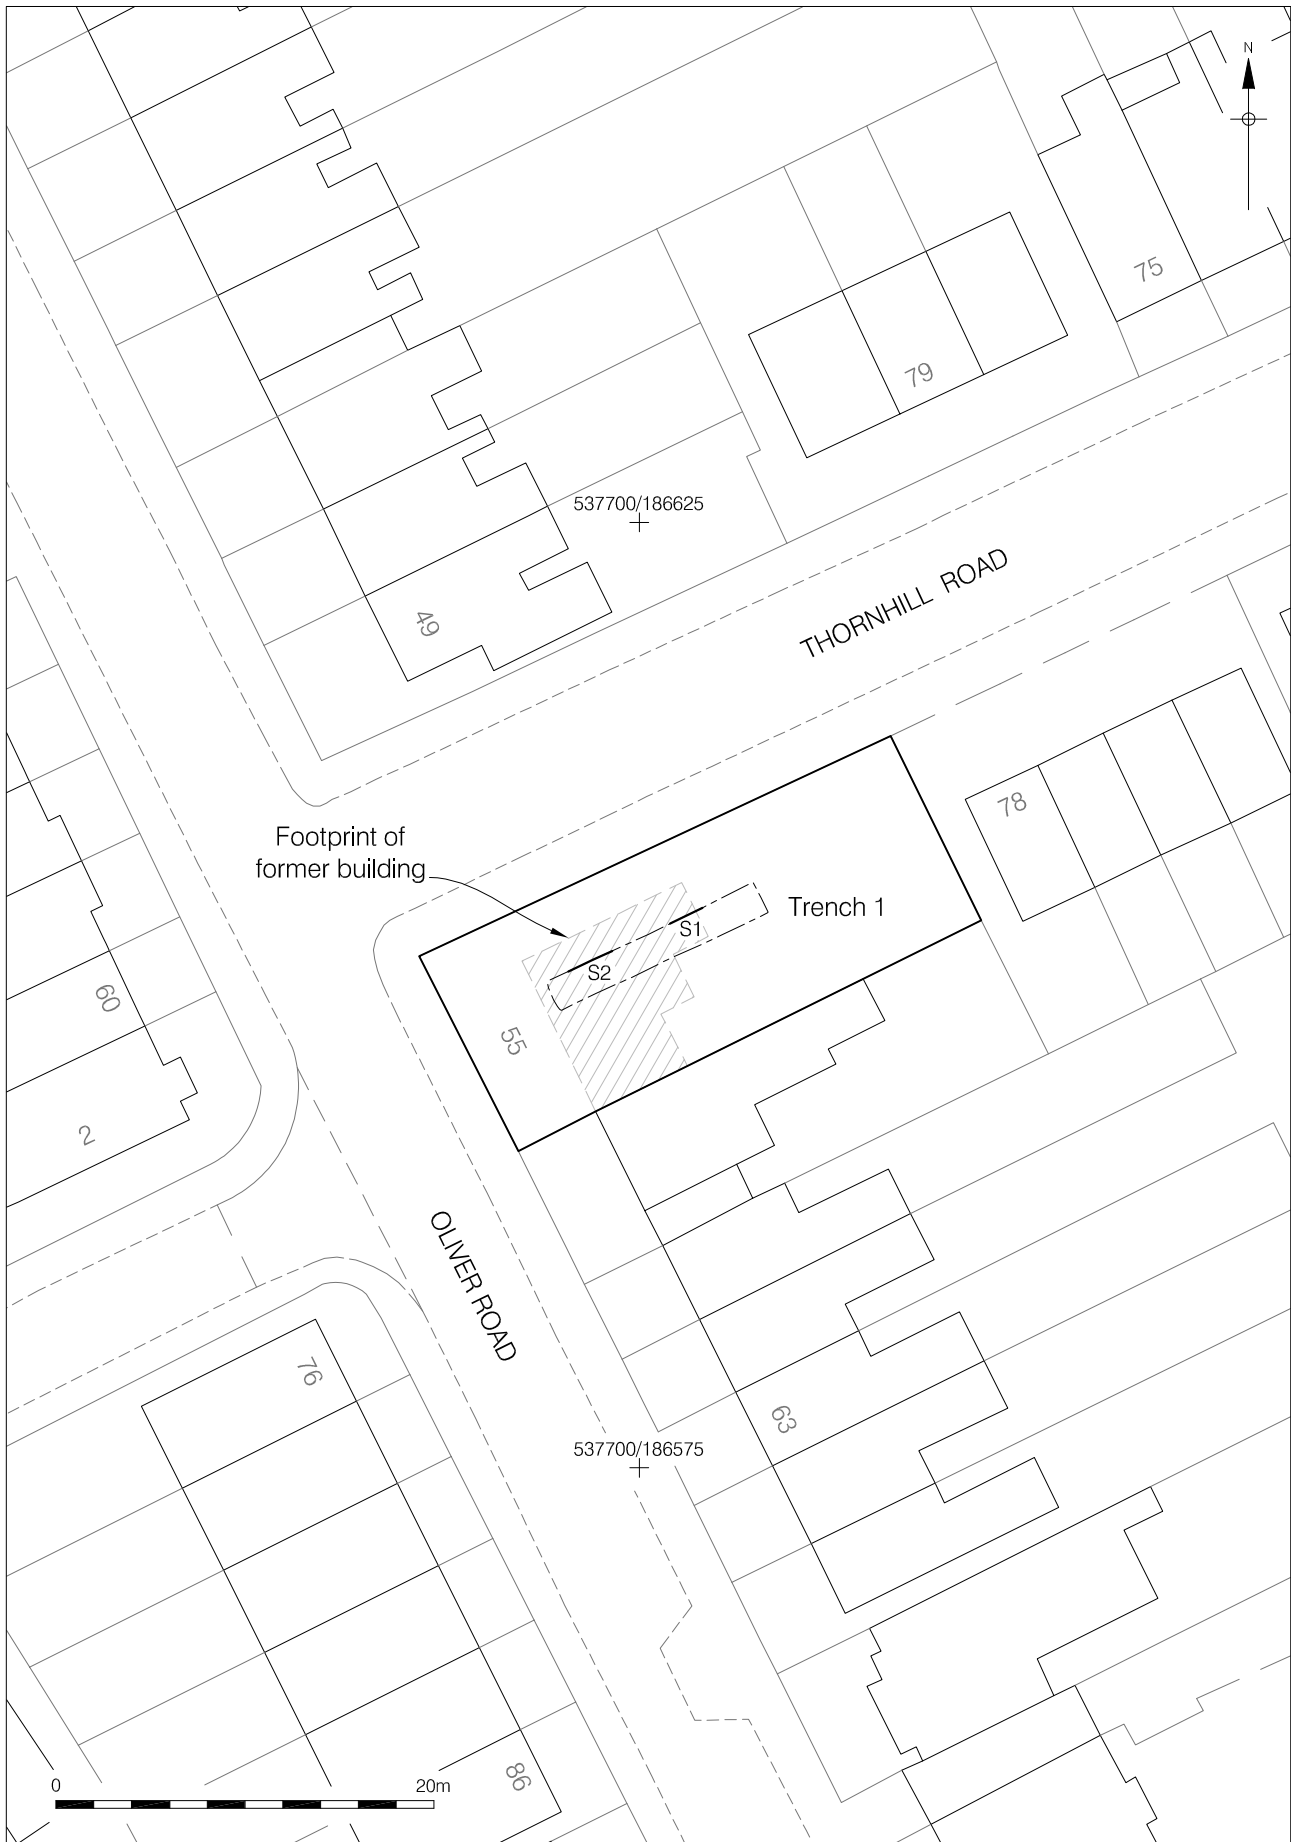 N
75
79
537700/186625
THORNHILL ROAD
49
78
Footprint of
former building
Trench 1
S1
S2
60
55
2
OLIVER ROAD
76
63
537700/186575
86
0 20m